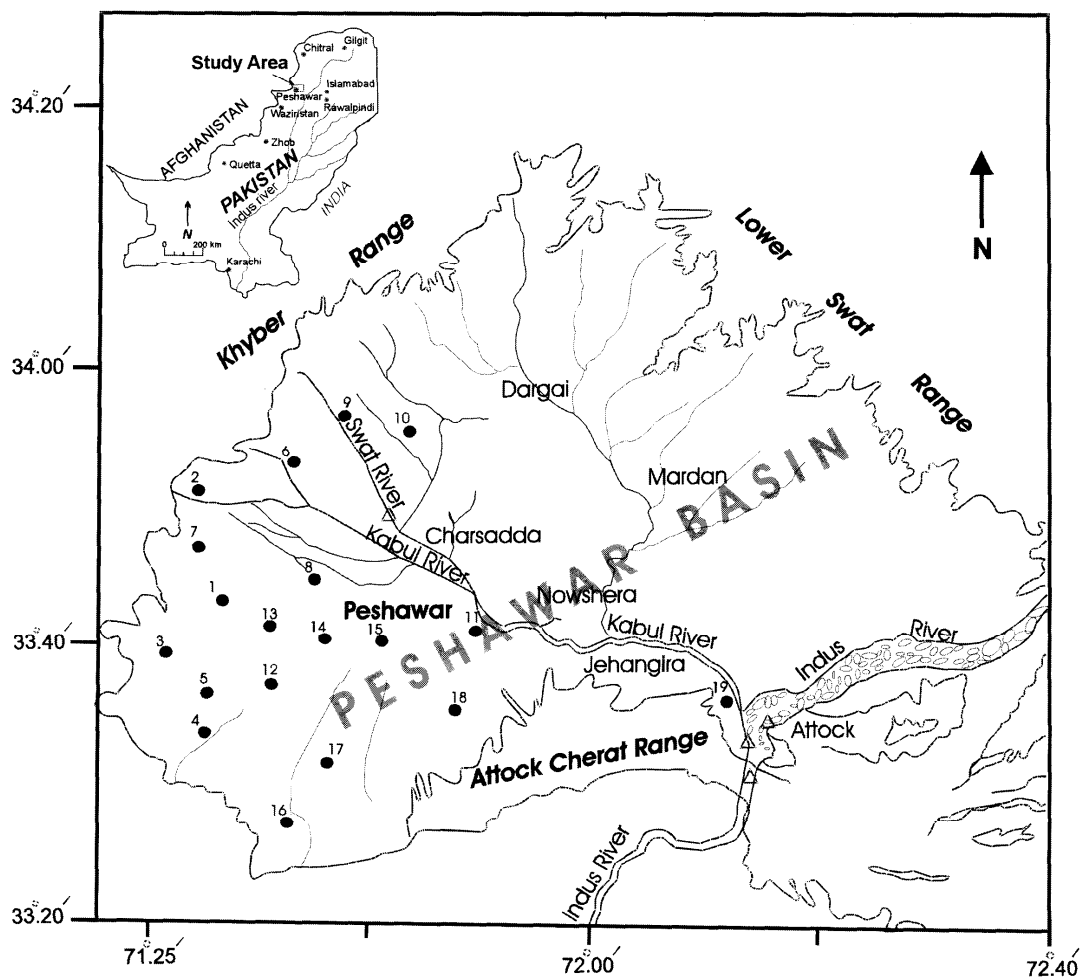 Chitral
Gilgit
Study Area
Islamabad
Peshawar
Rawalpindi
Waziristan
AFGHANISTAN
Zhob
Quetta
PAKISTAN
Indus river
INDIA
N
0 200 km
Karachi
34.20′
34.00′
33.40′
33.20′
Khyber Range
Lower Swat Range
N
Dargai
9
10
Swat River
6
Mardan
2
Charsadda
7
Kabul River
8
PESHAWAR BASIN
1
Nowshera
Peshawar
13
14
15
11
Kabul River
3
Jehangira
Indus River
5
12
18
19
4
Attock
Attock Cherat Range
17
16
Indus River
71.25′
72.00′
72.40′